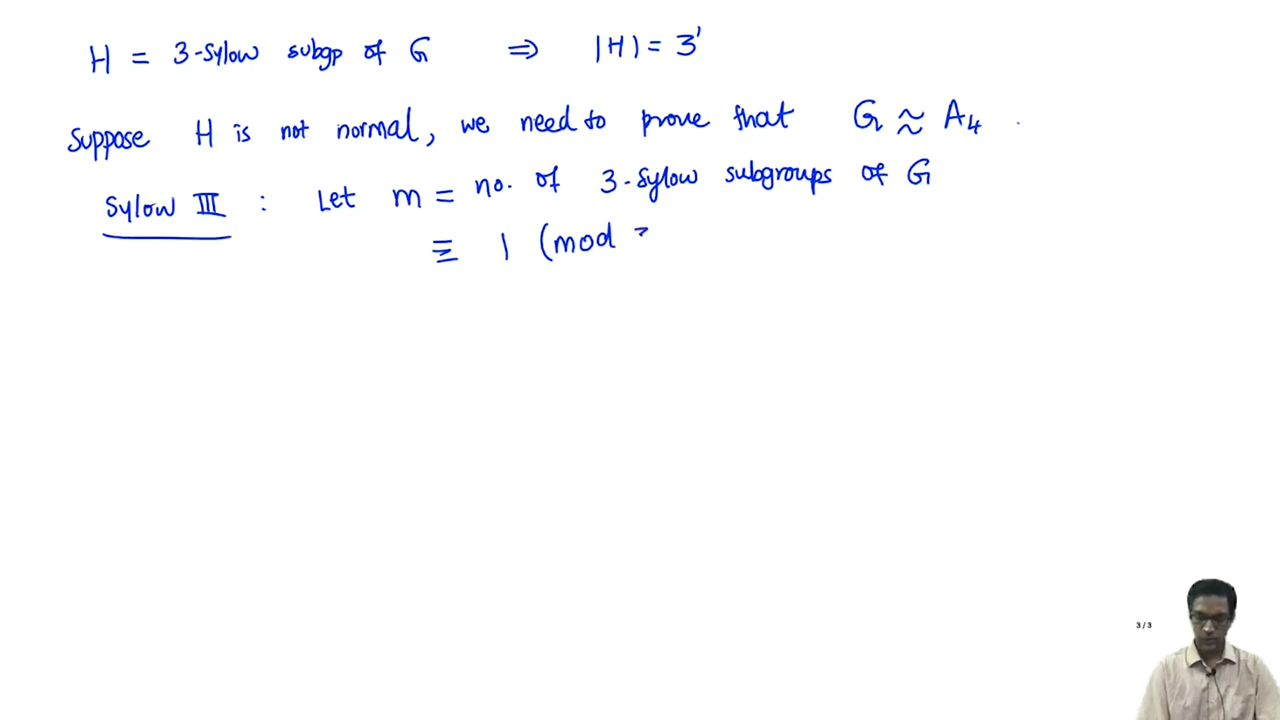 H = 3-Sylow subgp of G ⇒ |H| = 3¹
Suppose H is not normal, we need to prove that G ≈ A₄
Sylow III : Let m = no. of 3-Sylow subgroups of G
≡ 1 (mod
3 / 3